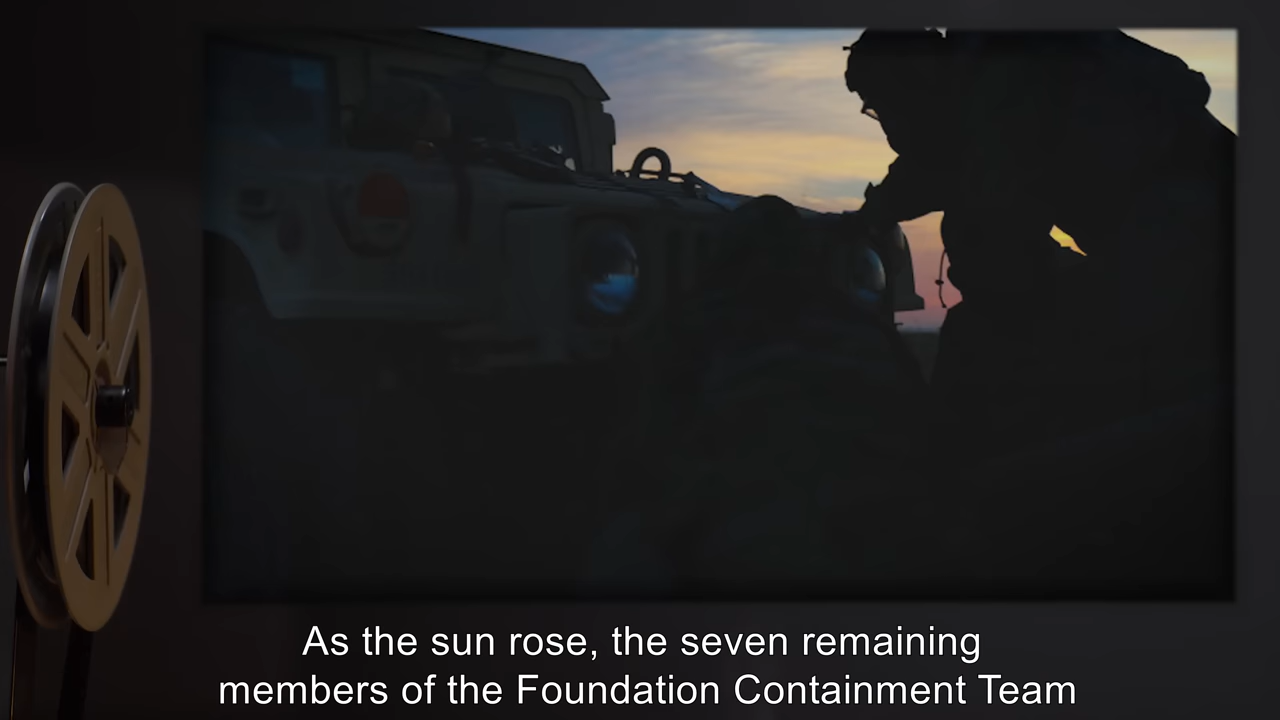 As the sun rose, the seven remaining
members of the Foundation Containment Team